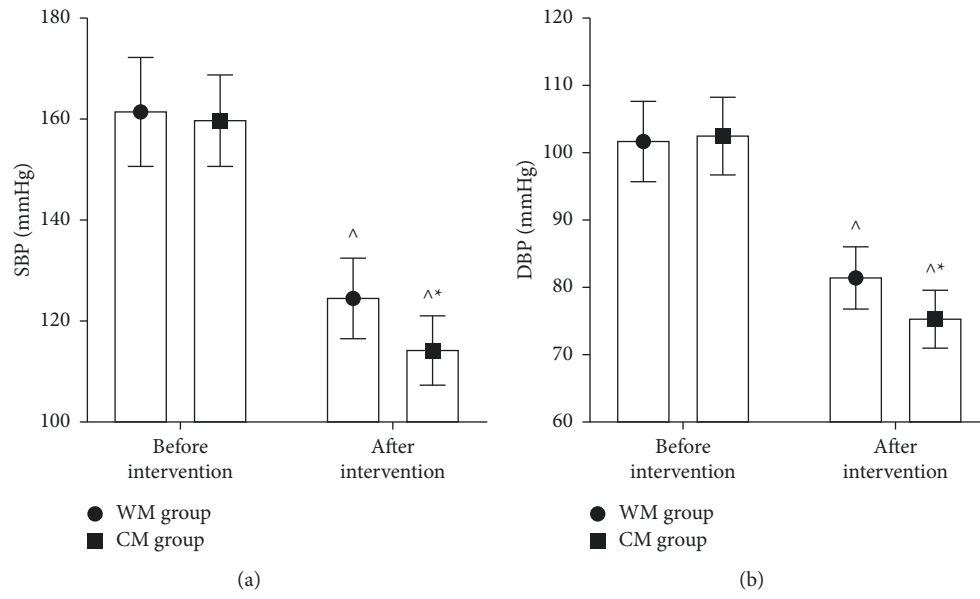 180
160
140
120
100
SBP (mmHg)
^
^*
Before
intervention
After
intervention
WM group
CM group
(a)
120
110
100
90
80
70
60
DBP (mmHg)
^
^*
Before
intervention
After
intervention
WM group
CM group
(b)